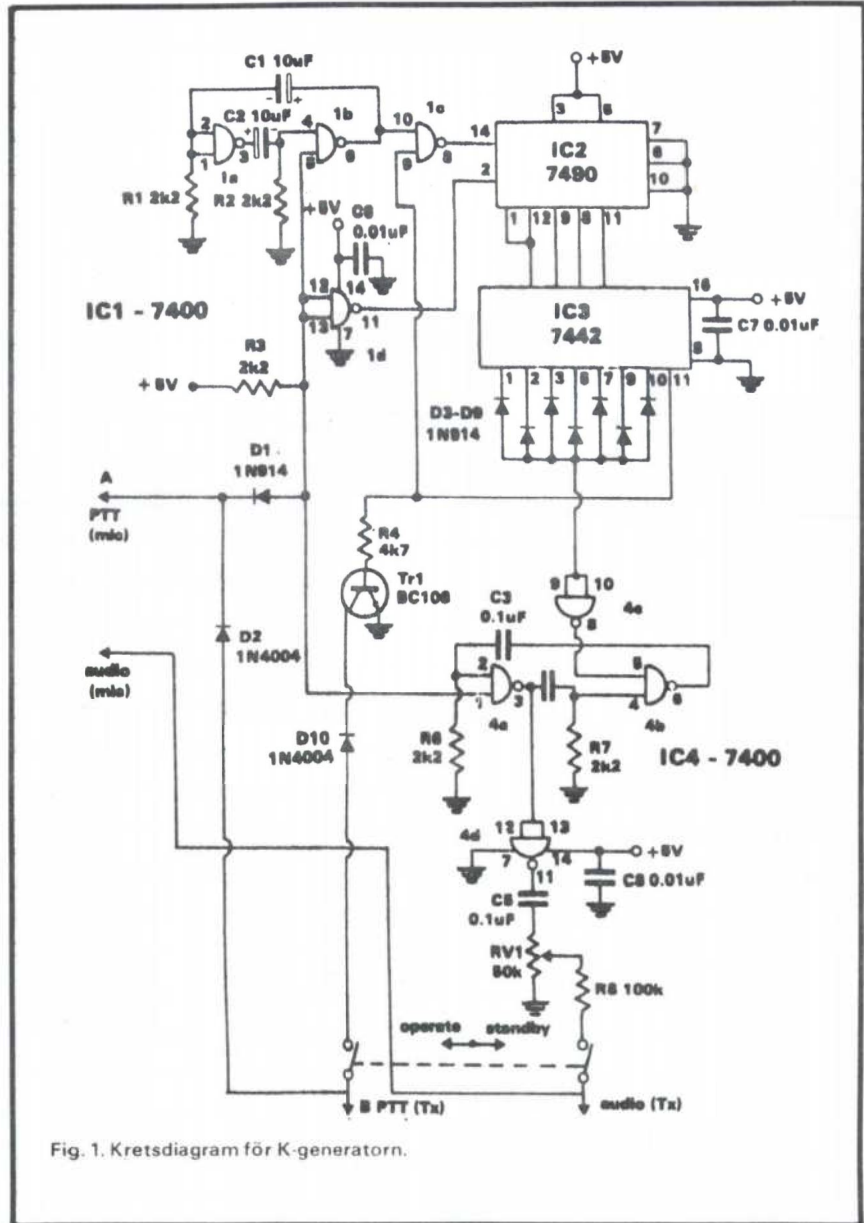 C1 10uF
+5V
C2 10uF
1b
1c
3
5
2
4
10
14
7
1
3
5
6
9
8
IC2
7490
6
10
1a
2
R1 2k2
R2 2k2
+5V
C6
0.01uF
1
12
9
8
11
12
14
16
+5V
IC1 - 7400
13
11
7
IC3
7442
C7 0.01uF
1d
8
R3
2k2
1
2
3
5
6
7
9
10
11
+5V
D3-D9
1N914
D1
1N914
A
PTT
(mic)
R4
4k7
Tr1
BC108
9
10
C3
0.1uF
8
D2
1N4004
2
5
audio
(mic)
1
3
4
6
4a
4b
D10
1N4004
R6
2k2
R7
2k2
IC4 - 7400
12
13
4d
7
14
+5V
11
C8 0.01uF
C5
0.1uF
RV1
50k
R8 100k
operate
standby
B PTT (Tx)
audio (Tx)
Fig. 1. Kretsdiagram för K-generatorn.